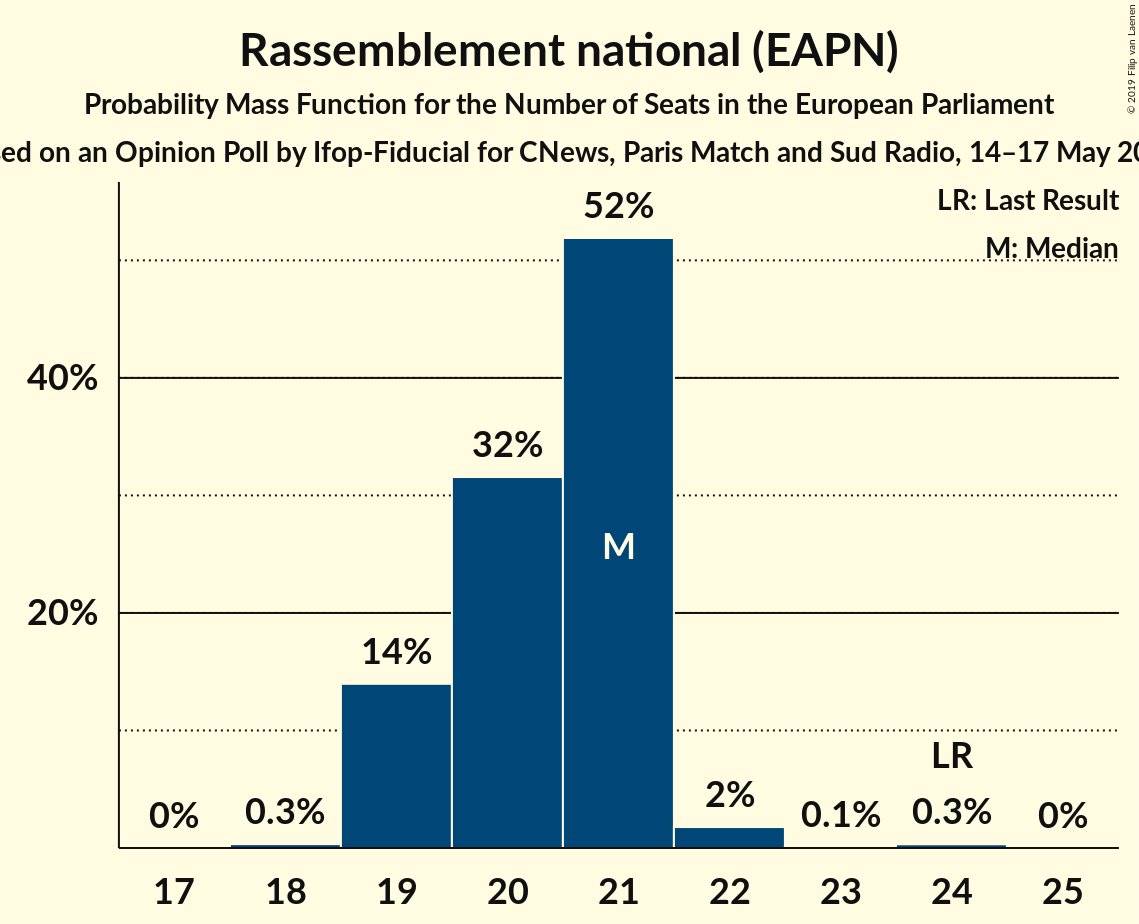 Rassemblement national (EAPN)
Probability Mass Function for the Number of Seats in the European Parliament
on an Opinion Poll by Ifop-Fiducial for CNews, Paris Match and Sud Radio, 14–17 May
© 2019 Filip van Laenen
LR: Last Result
M: Median
52%
40%
32%
M
20%
14%
LR
0% 0.3% 2% 0.1% 0.3% 0%
17 18 19 20 21 22 23 24 25